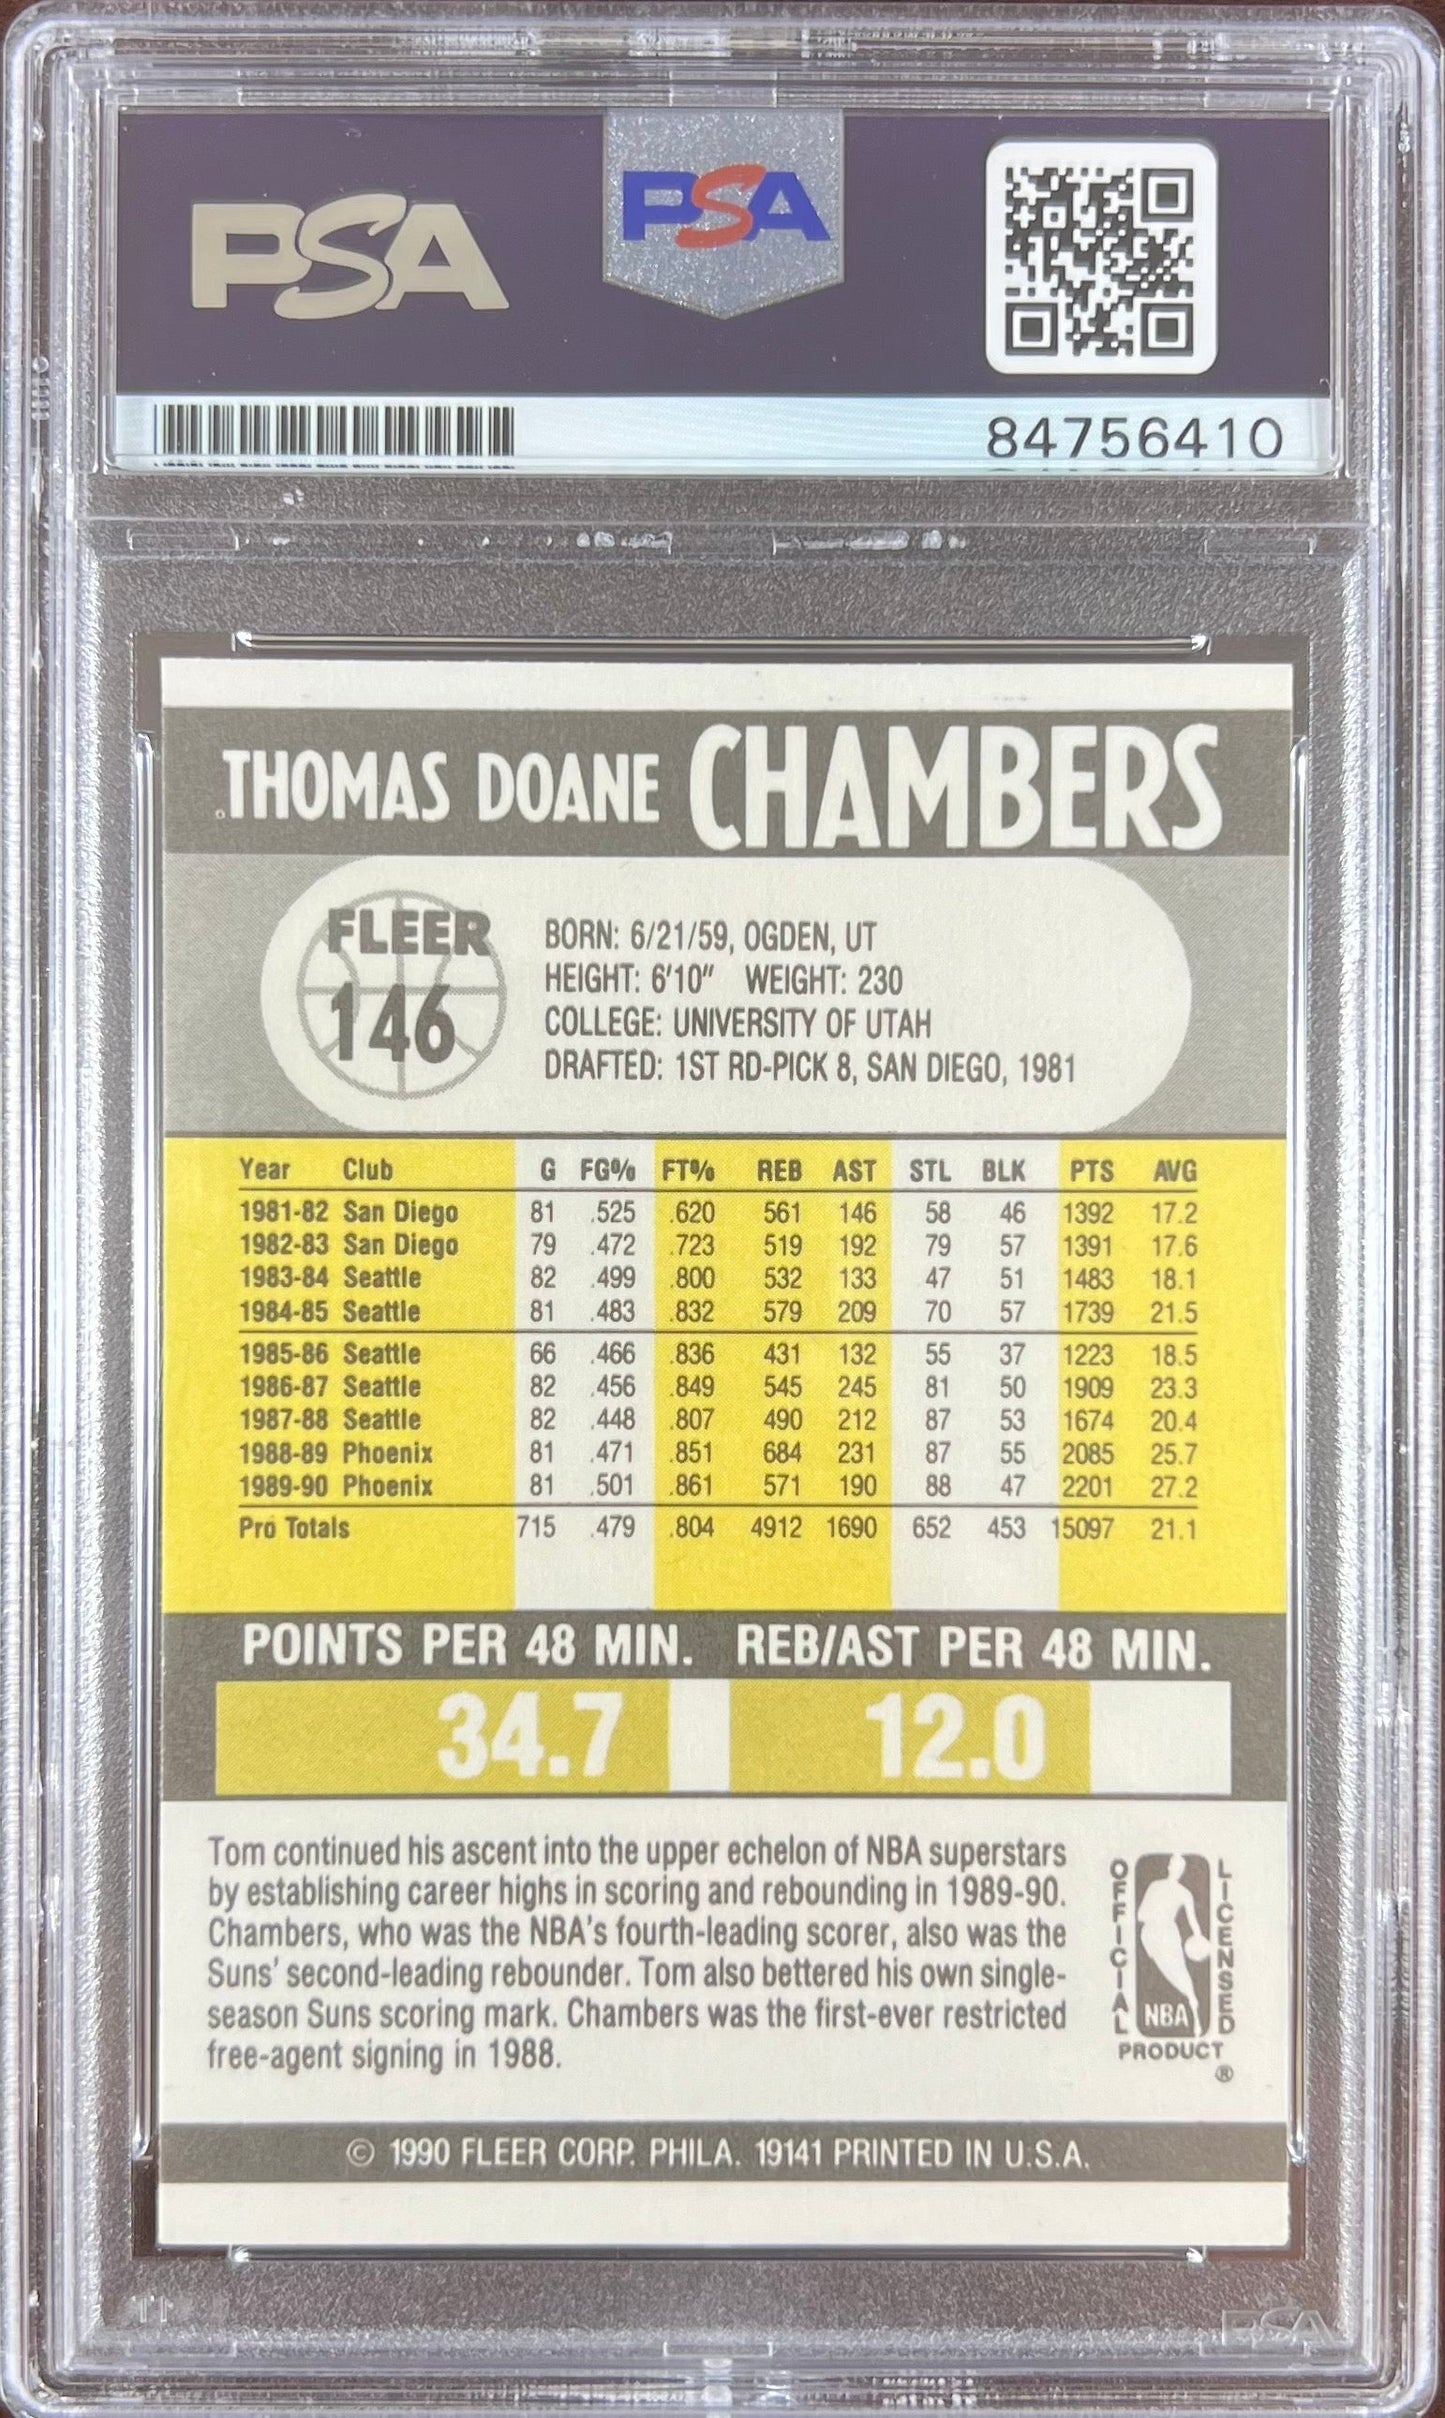 PSA
PSA
84756410
THOMAS DOANE CHAMBERS
FLEER
146
BORN: 6/21/59, OGDEN, UT
HEIGHT: 6'10" WEIGHT: 230
COLLEGE: UNIVERSITY OF UTAH
DRAFTED: 1ST RD-PICK 8, SAN DIEGO, 1981
Year Club G FG% FT% REB AST STL BLK PTS AVG
1981-82 San Diego 81 .525 .620 561 146 58 46 1392 17.2
1982-83 San Diego 79 .472 .723 519 192 79 57 1391 17.6
1983-84 Seattle 82 .499 .800 532 133 47 51 1483 18.1
1984-85 Seattle 81 .483 .832 579 209 70 57 1739 21.5
1985-86 Seattle 66 .466 .836 431 132 55 37 1223 18.5
1986-87 Seattle 82 .456 .849 545 245 81 50 1909 23.3
1987-88 Seattle 82 .448 .807 490 212 87 53 1674 20.4
1988-89 Phoenix 81 .471 .851 684 231 87 55 2085 25.7
1989-90 Phoenix 81 .501 .861 571 190 88 47 2201 27.2
Pro Totals 715 .479 .804 4912 1690 652 453 15097 21.1
POINTS PER 48 MIN. REB/AST PER 48 MIN.
34.7 12.0
Tom continued his ascent into the upper echelon of NBA superstars
by establishing career highs in scoring and rebounding in 1989-90.
Chambers, who was the NBA's fourth-leading scorer, also was the
Suns' second-leading rebounder. Tom also bettered his own single-
season Suns scoring mark. Chambers was the first-ever restricted
free-agent signing in 1988.
OFFICIAL LICENSED
NBA
PRODUCT
®
© 1990 FLEER CORP. PHILA. 19141 PRINTED IN U.S.A.
PSA